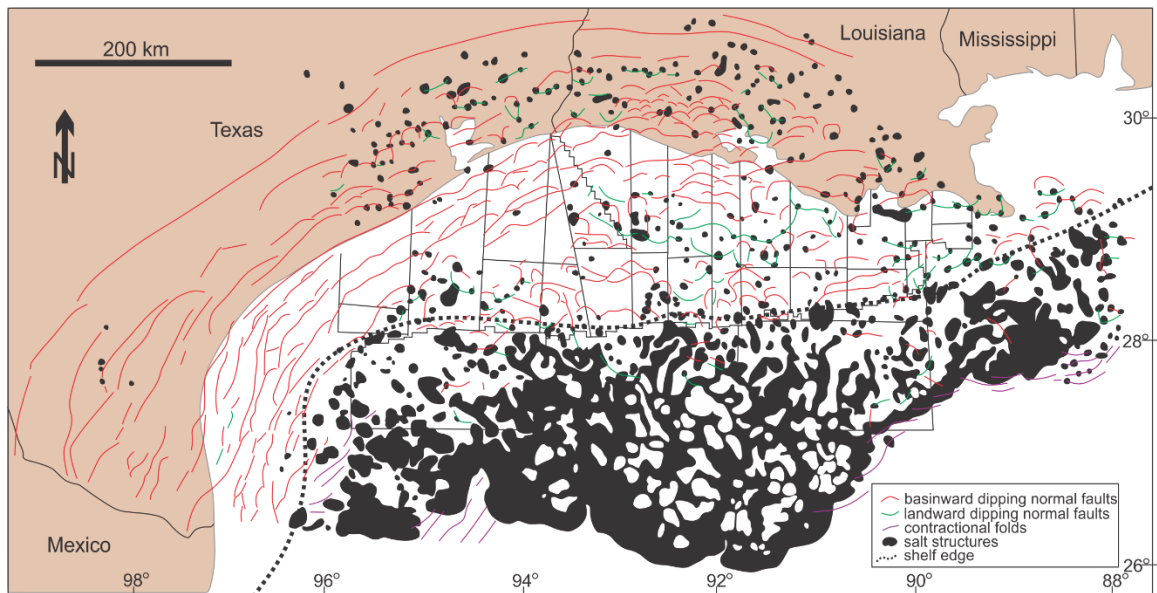 200 km
Louisiana
Mississippi
Texas
N
30°
28°
basinward dipping normal faults
landward dipping normal faults
contractional folds
salt structures
shelf edge
Mexico
26°
98°
96°
94°
92°
90°
88°